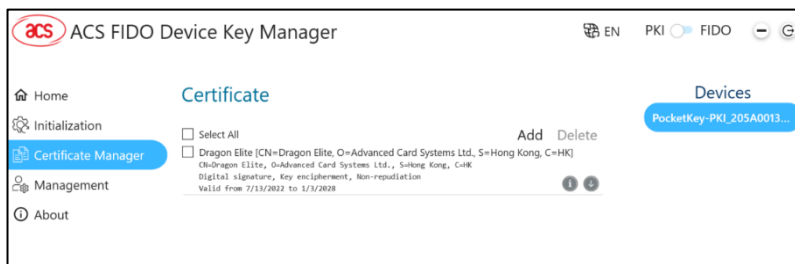 acs ACS FIDO Device Key Manager
EN PKI FIDO
Home
Initialization
Certificate Manager
Management
About
Certificate
Select All
Add Delete
Dragon Elite [CN=Dragon Elite, O=Advanced Card Systems Ltd., S=Hong Kong, C=HK]
CN=Dragon Elite, O=Advanced Card Systems Ltd., S=Hong Kong, C=HK
Digital signature, Key encipherment, Non-repudiation
Valid from 7/13/2022 to 1/3/2028
Devices
PocketKey-PKI_205A0013...